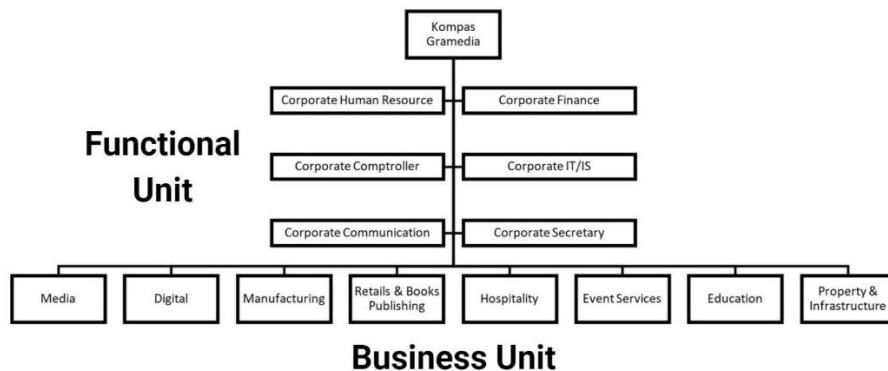 Kompas
Gramedia
Corporate Human Resource
Corporate Finance
Functional
Unit
Corporate Comptroller
Corporate IT/IS
Corporate Communication
Corporate Secretary
Media
Digital
Manufacturing
Retails & Books
Publishing
Hospitality
Event Services
Education
Property &
Infrastructure
Business Unit